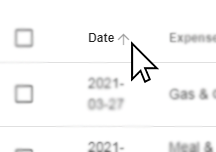 Date Expense
2021-
03-27
Gas &
2021-
Meal &